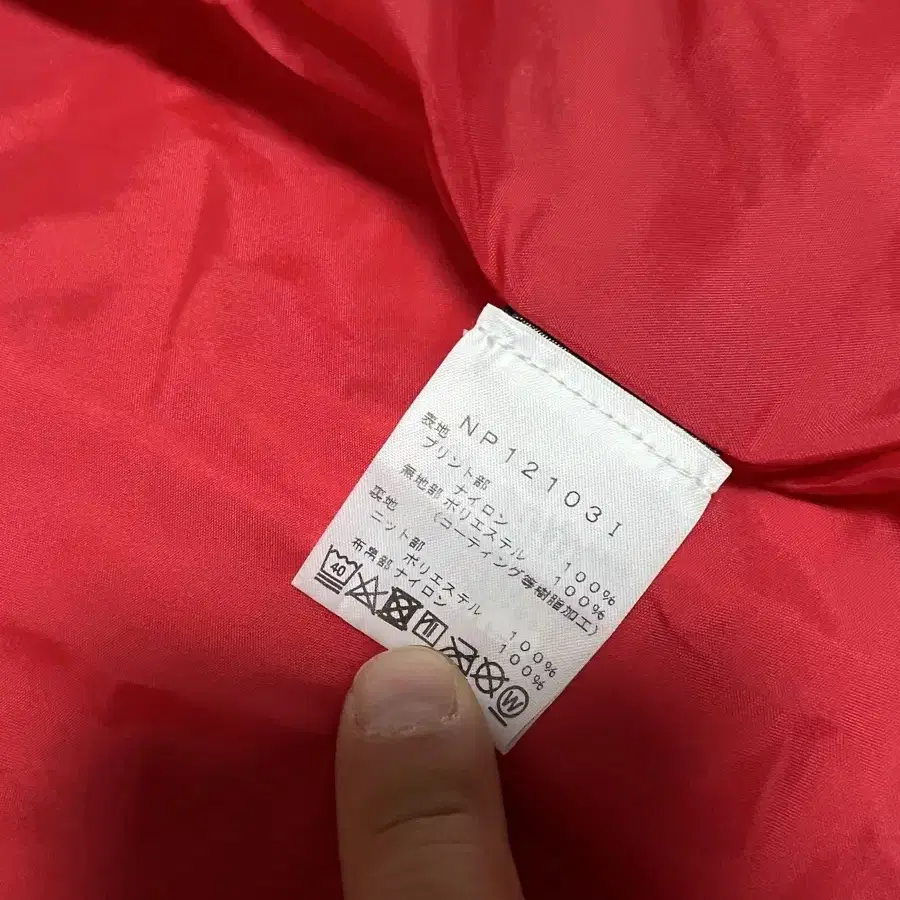 NP12103I
表地
プリント部 ナイロン 100%
無地部 ポリエステル 100%
(コーティング等樹脂加工)
裏地
ニット部 ポリエステル 100%
布帛部 ナイロン 100%
40
W